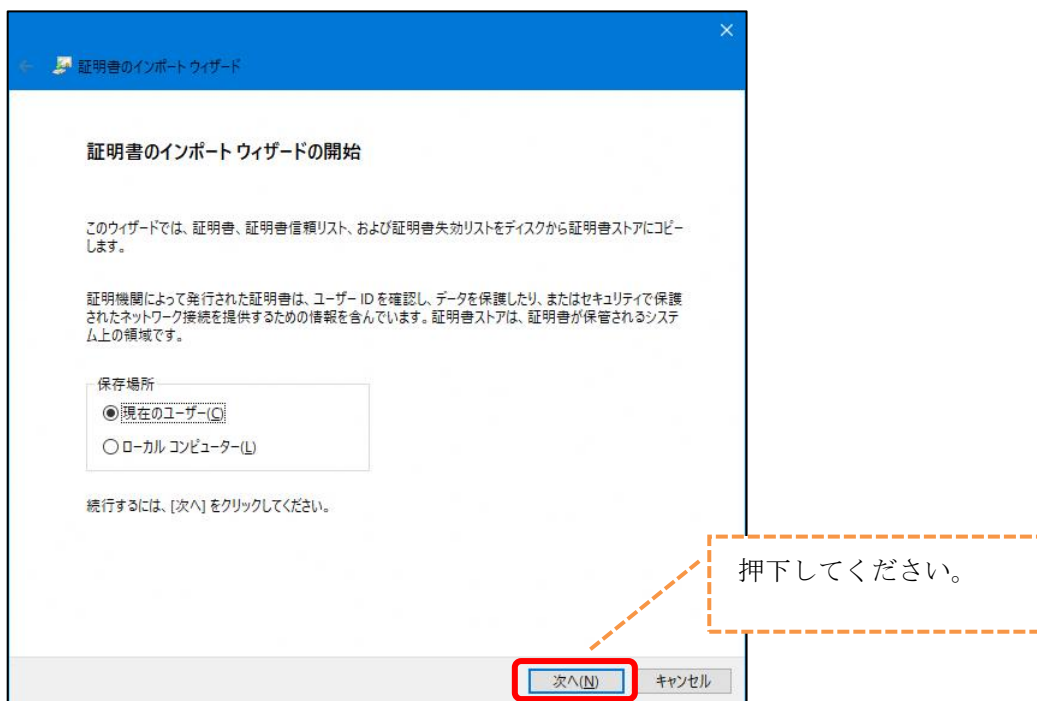 証明書のインポート ウィザード
証明書のインポート ウィザードの開始
このウィザードでは、証明書、証明書信頼リスト、および証明書失効リストをディスクから証明書ストアにコピー
します。
証明機関によって発行された証明書は、ユーザー ID を確認し、データを保護したり、またはセキュリティで保護
されたネットワーク接続を提供するための情報を含んでいます。証明書ストアは、証明書が保管されるシステ
ム上の領域です。
保存場所
現在のユーザー(C)
ローカル コンピューター(L)
続行するには、[次へ] をクリックしてください。
押下してください。
次へ(N)
キャンセル